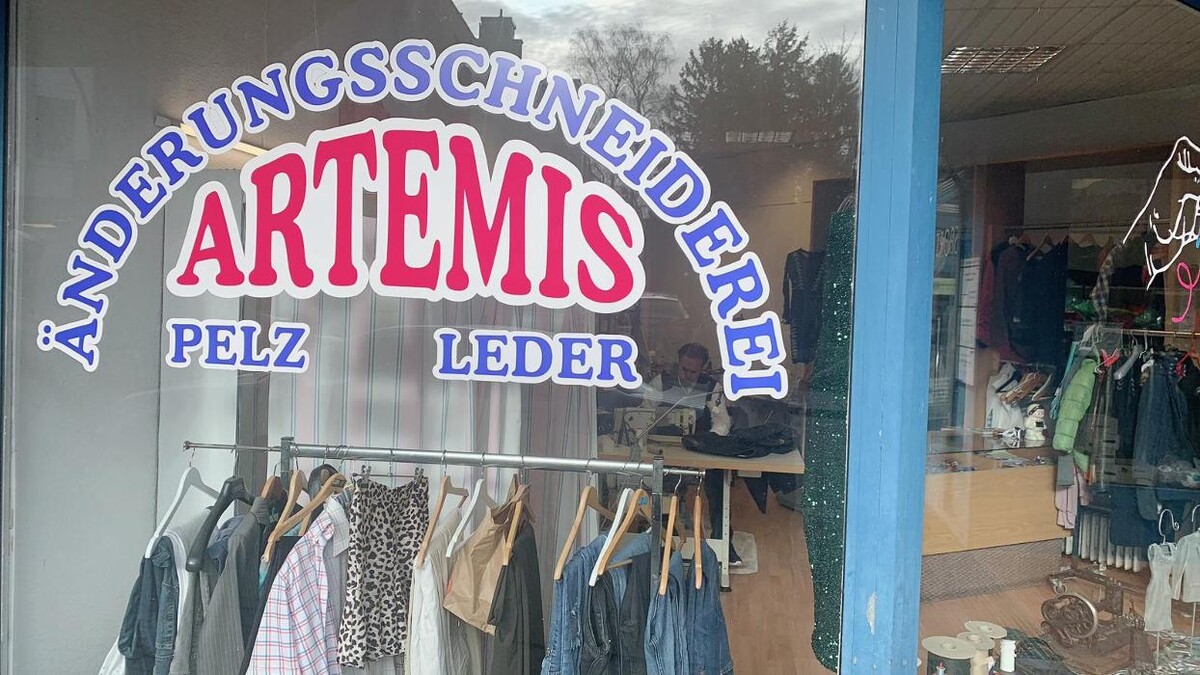 ÄNDERUNGSSCHNEIDEREI
ARTEMIS
PELZ LEDER